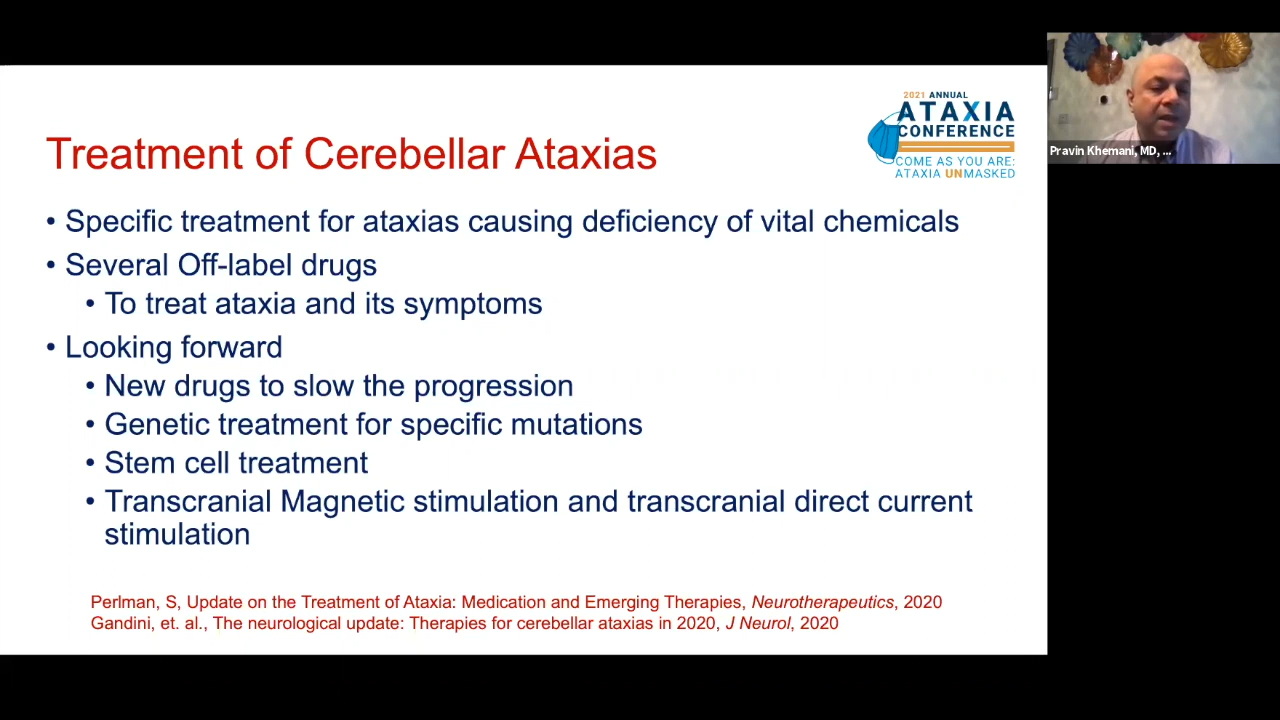 2021 ANNUAL
ATAXIA
CONFERENCE
COME AS YOU ARE:
ATAXIA UNMASKED
Pravin Khemani, MD, ...
Treatment of Cerebellar Ataxias
• Specific treatment for ataxias causing deficiency of vital chemicals
• Several Off-label drugs
• To treat ataxia and its symptoms
• Looking forward
• New drugs to slow the progression
• Genetic treatment for specific mutations
• Stem cell treatment
• Transcranial Magnetic stimulation and transcranial direct current
stimulation
Perlman, S, Update on the Treatment of Ataxia: Medication and Emerging Therapies, Neurotherapeutics, 2020
Gandini, et. al., The neurological update: Therapies for cerebellar ataxias in 2020, J Neurol, 2020